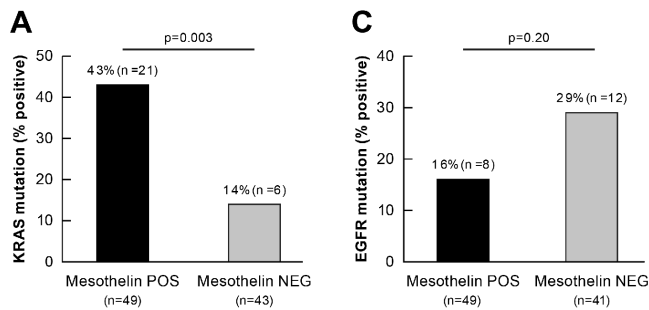 A
p=0.003
KRAS mutation (% positive)
50
40
30
20
10
0
43% (n=21)
14% (n=6)
Mesothelin POS
(n=49)
Mesothelin NEG
(n=43)
C
p=0.20
EGFR mutation (% positive)
40
30
20
10
0
16% (n=8)
29% (n=12)
Mesothelin POS
(n=49)
Mesothelin NEG
(n=41)